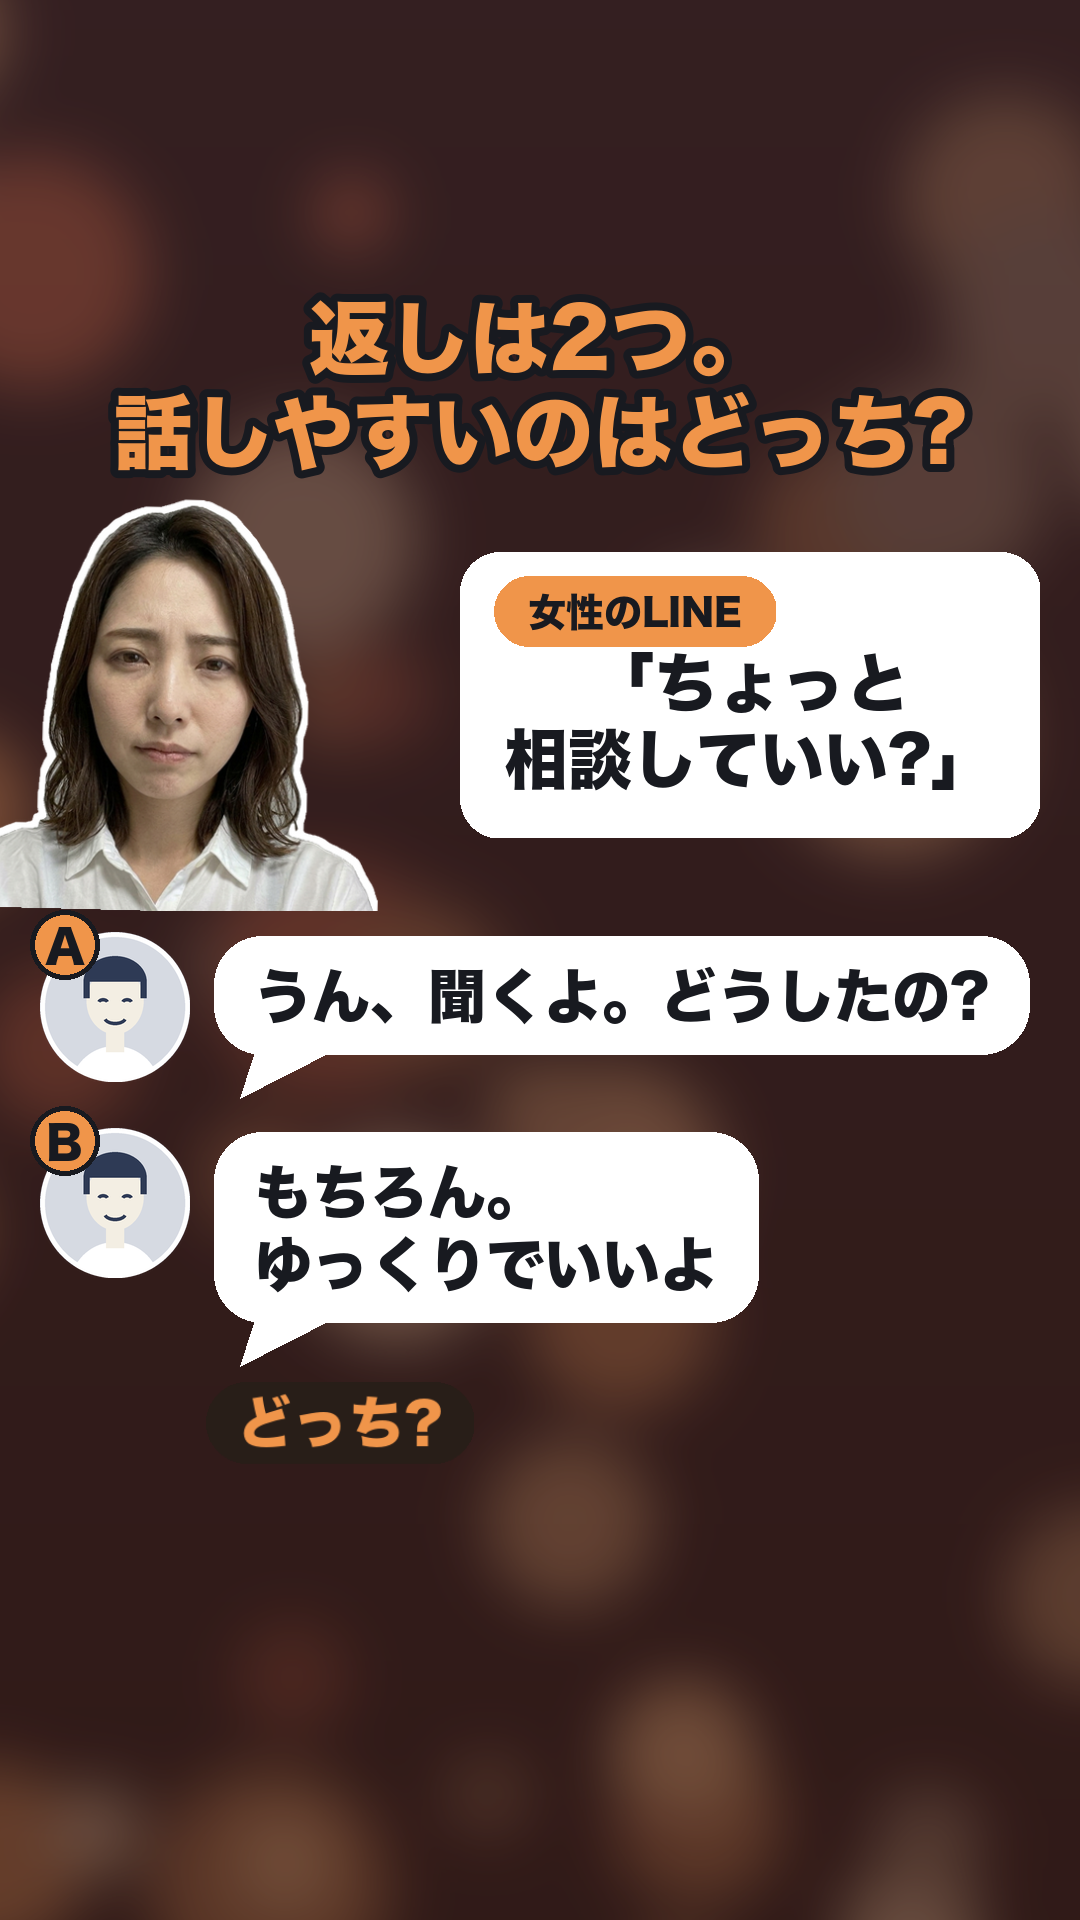 返しは2つ。
話しやすいのはどっち?
女性のLINE
「ちょっと
相談していい?」
A
うん、聞くよ。どうしたの?
B
もちろん。
ゆっくりでいいよ
どっち?